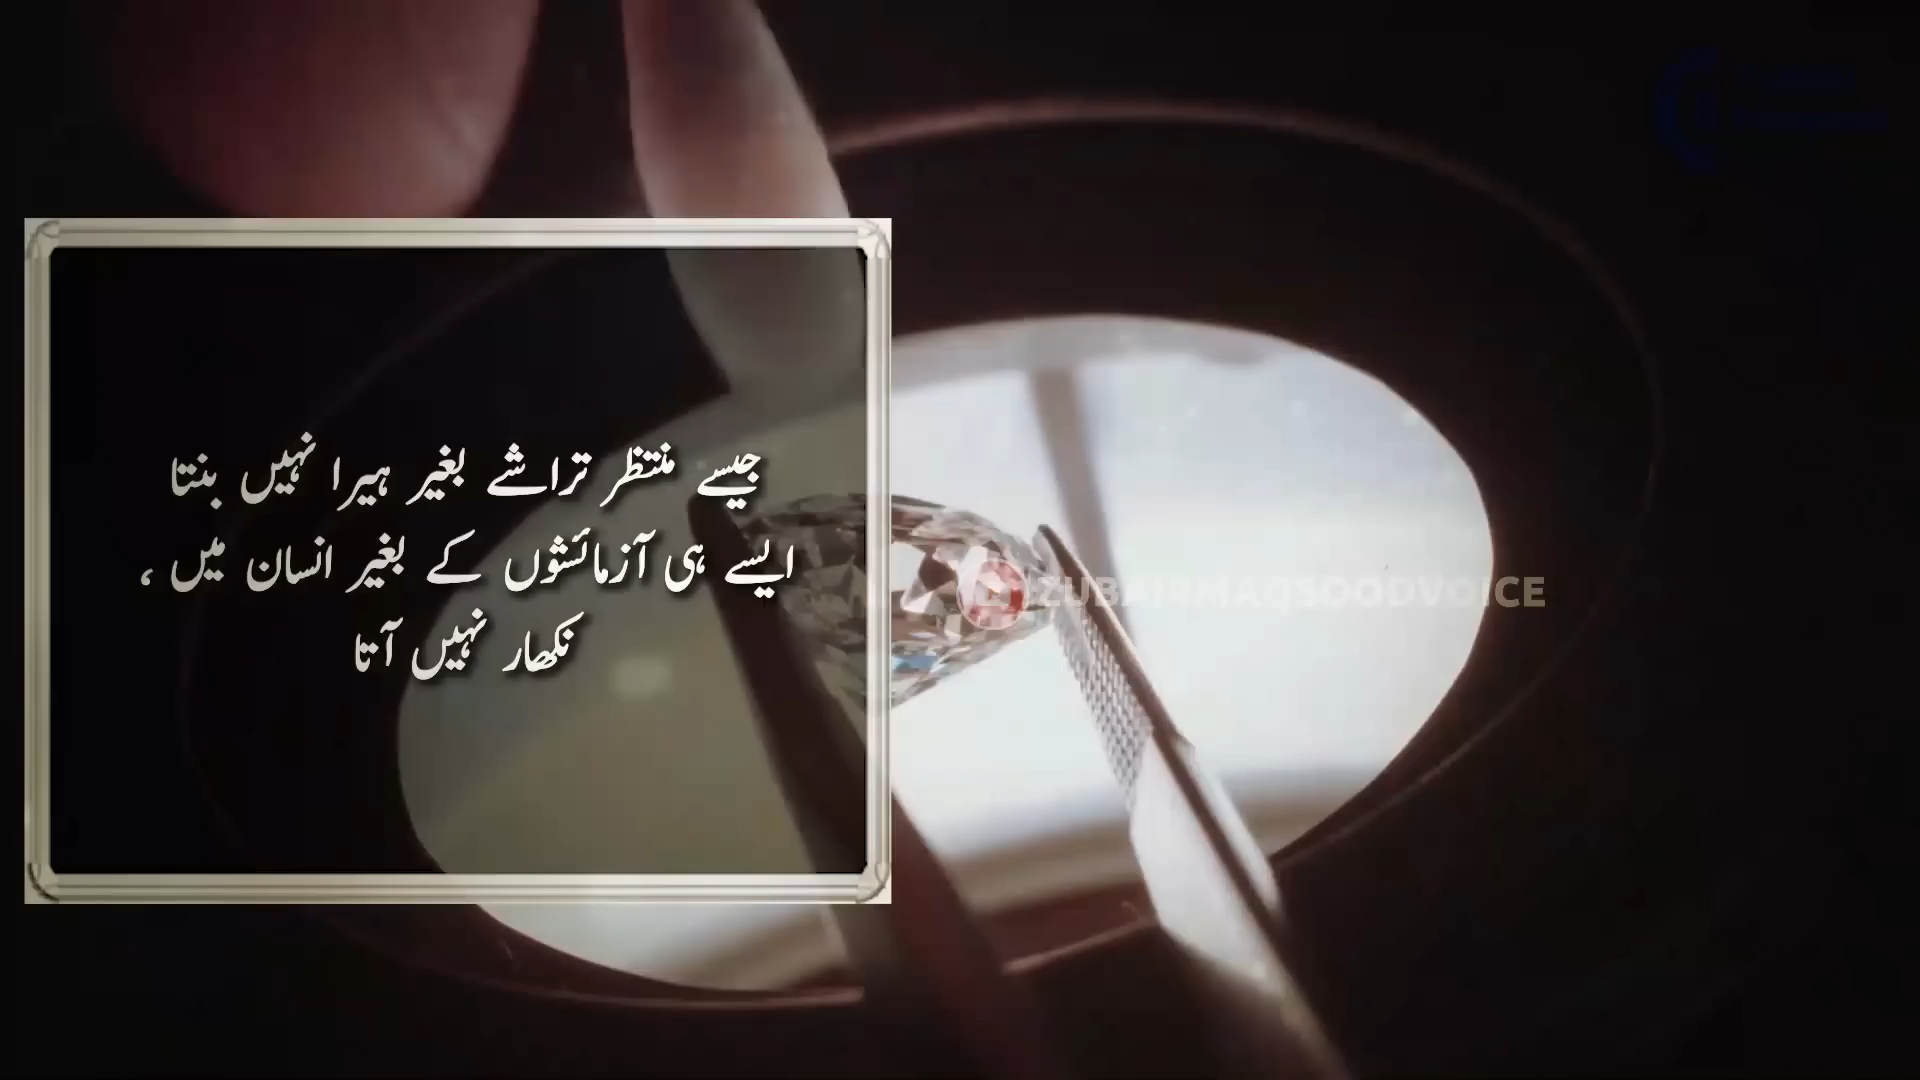 جیسے منتظر تراشے بغیر ہیرا نہیں بنتا
ایسے ہی آزمائشوں کے بغیر انسان میں ،
نکھار نہیں آتا
ZUBAIRMAQSOODVOICE